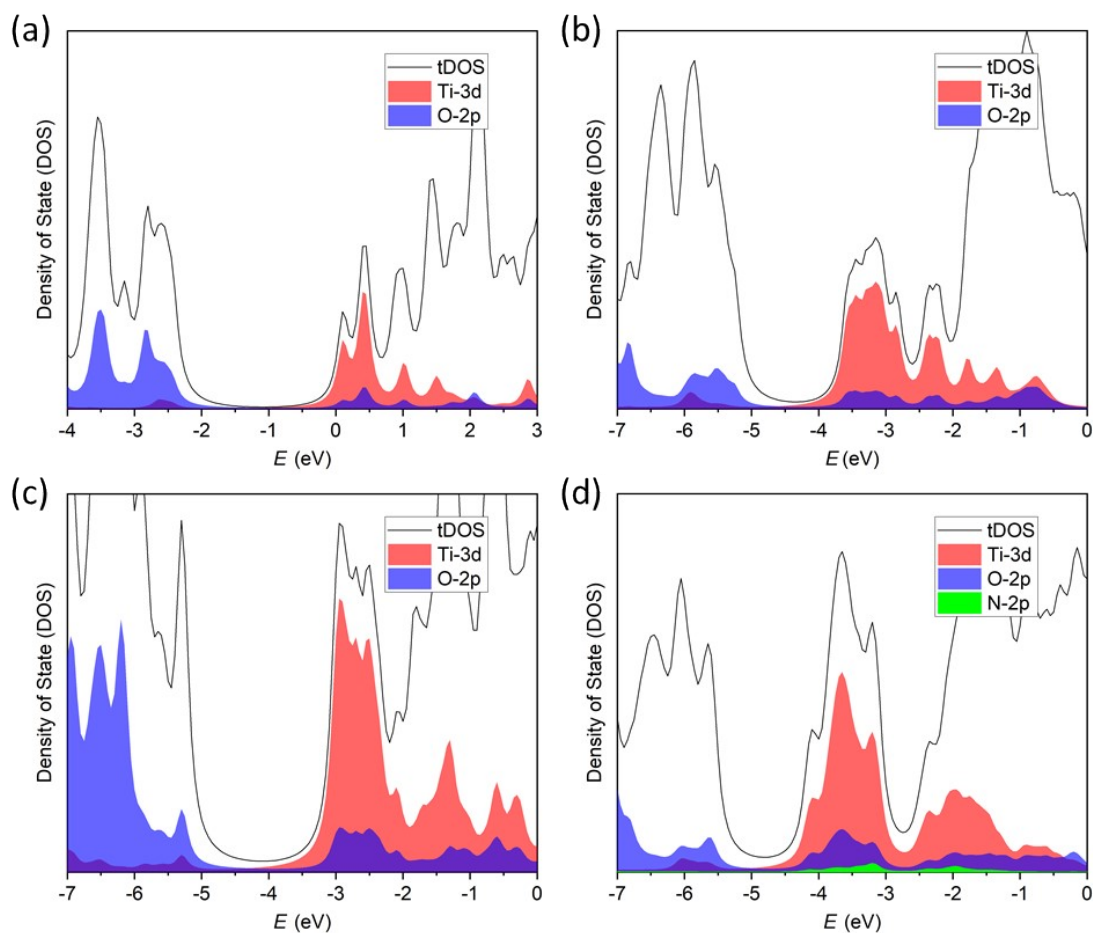 (a)
Density of State (DOS)
tDOS
Ti-3d
O-2p
-4 -3 -2 -1 0 1 2 3
E (eV)
(b)
Density of State (DOS)
tDOS
Ti-3d
O-2p
-7 -6 -5 -4 -3 -2 -1 0
E (eV)
(c)
Density of State (DOS)
tDOS
Ti-3d
O-2p
-7 -6 -5 -4 -3 -2 -1 0
E (eV)
(d)
Density of State (DOS)
tDOS
Ti-3d
O-2p
N-2p
-7 -6 -5 -4 -3 -2 -1 0
E (eV)